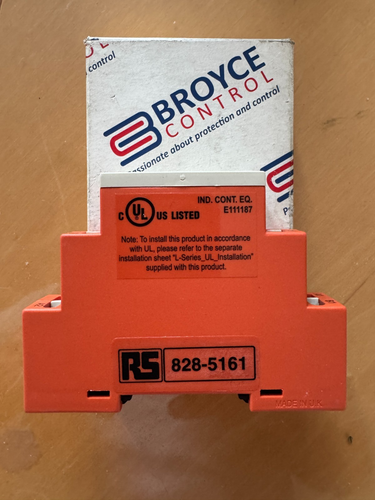 control
BROYCE
CONTROL
Passionate about protection and control
IND. CONT. EQ.
E111187
C UL US LISTED
Note: To install this product in accordance
with UL, please refer to the separate
installation sheet "L-Series_UL_Installation"
supplied with this product.
RS 828-5161
MADE IN U.K.